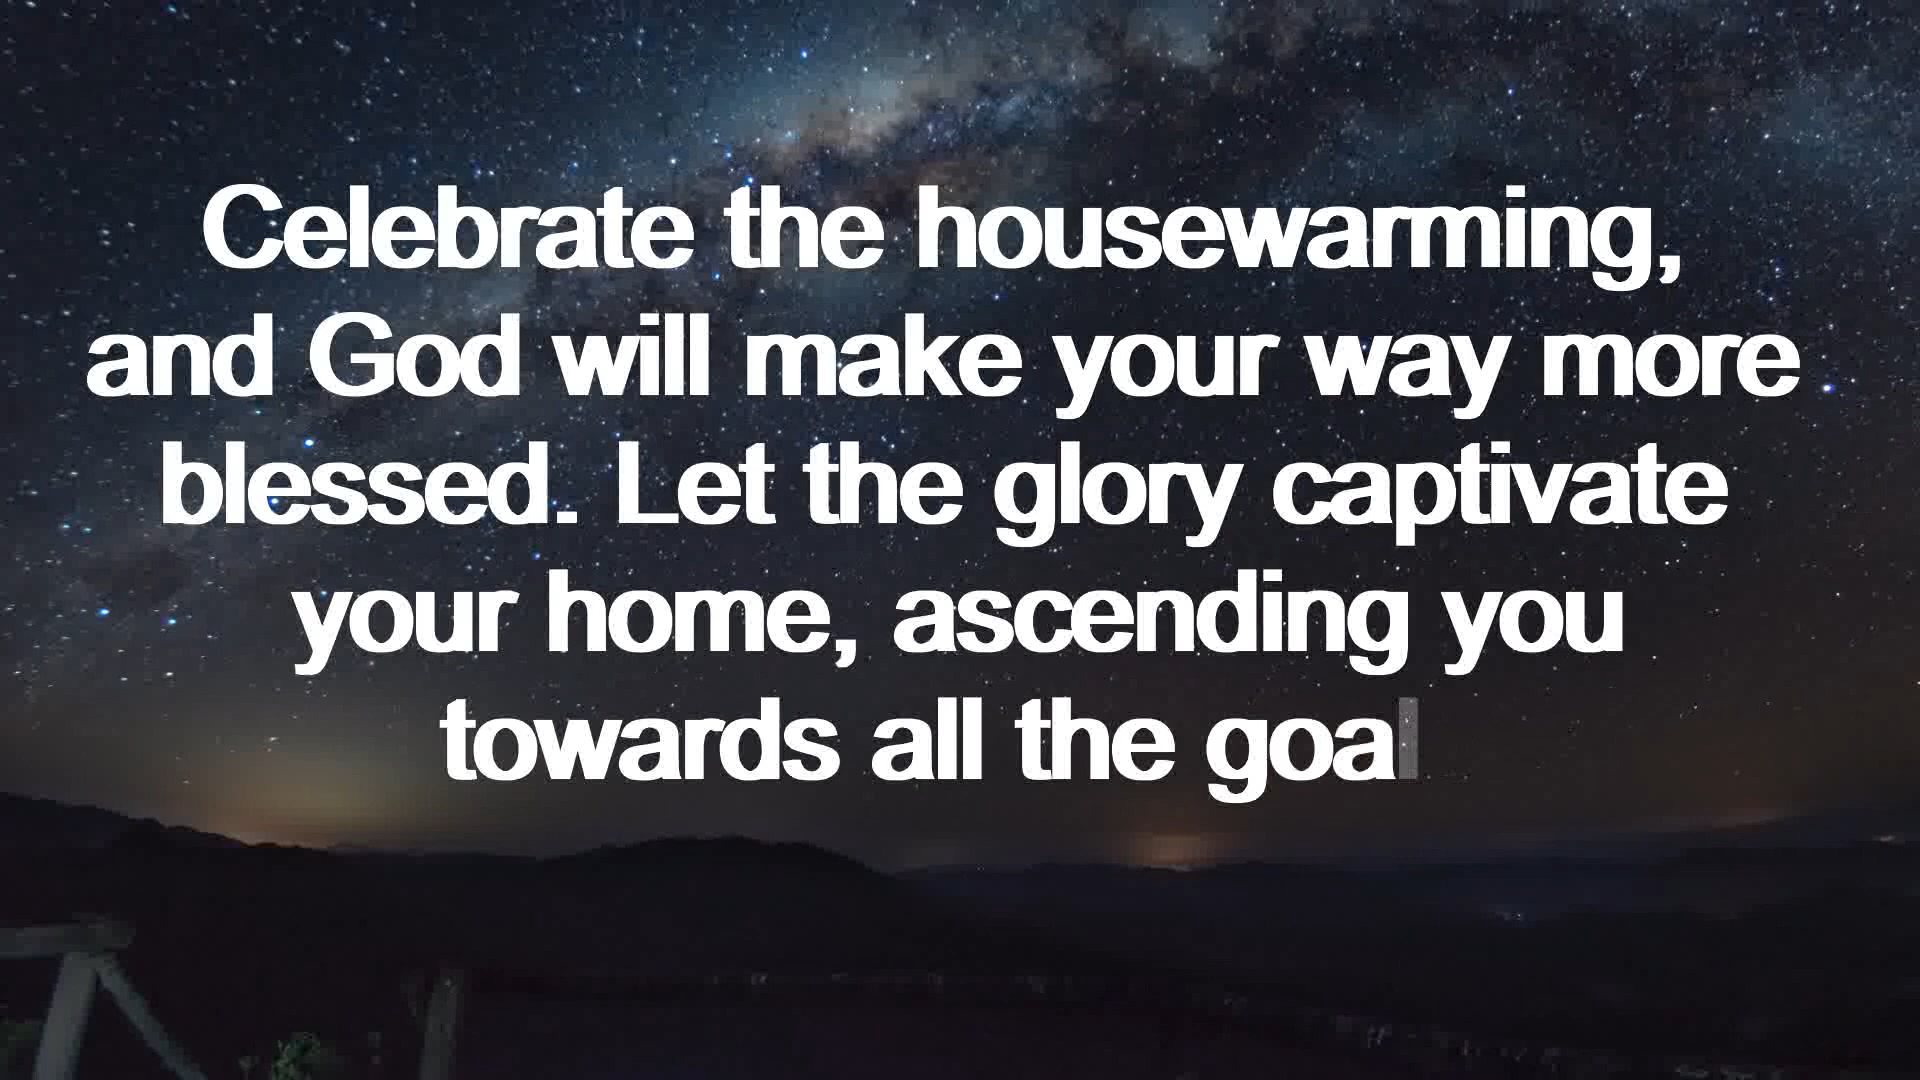 Celebrate the housewarming,
and God will make your way more
blessed. Let the glory captivate
your home, ascending you
towards all the goal